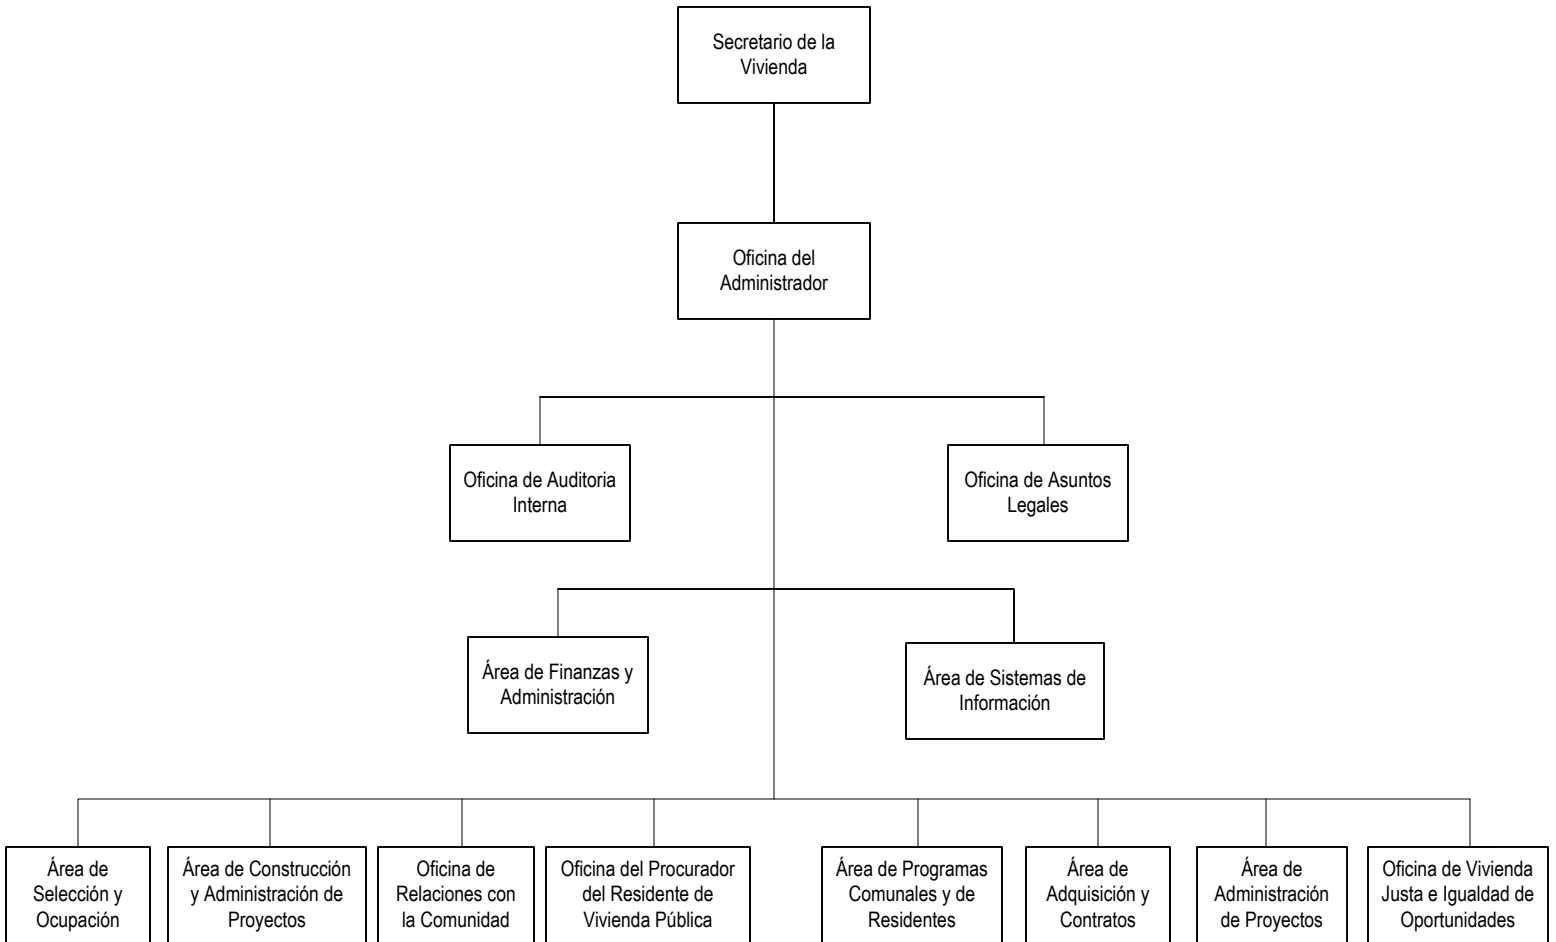 Secretario de la
Vivienda
Oficina del
Administrador
Oficina de Auditoria
Interna
Oficina de Asuntos
Legales
Área de Finanzas y
Administración
Área de Sistemas de
Información
Área de
Selección y
Ocupación
Área de Construcción
y Administración de
Proyectos
Oficina de
Relaciones con
la Comunidad
Oficina del Procurador
del Residente de
Vivienda Pública
Área de Programas
Comunales y de
Residentes
Área de
Adquisición y
Contratos
Área de
Administración
de Proyectos
Oficina de Vivienda
Justa e Igualdad de
Oportunidades